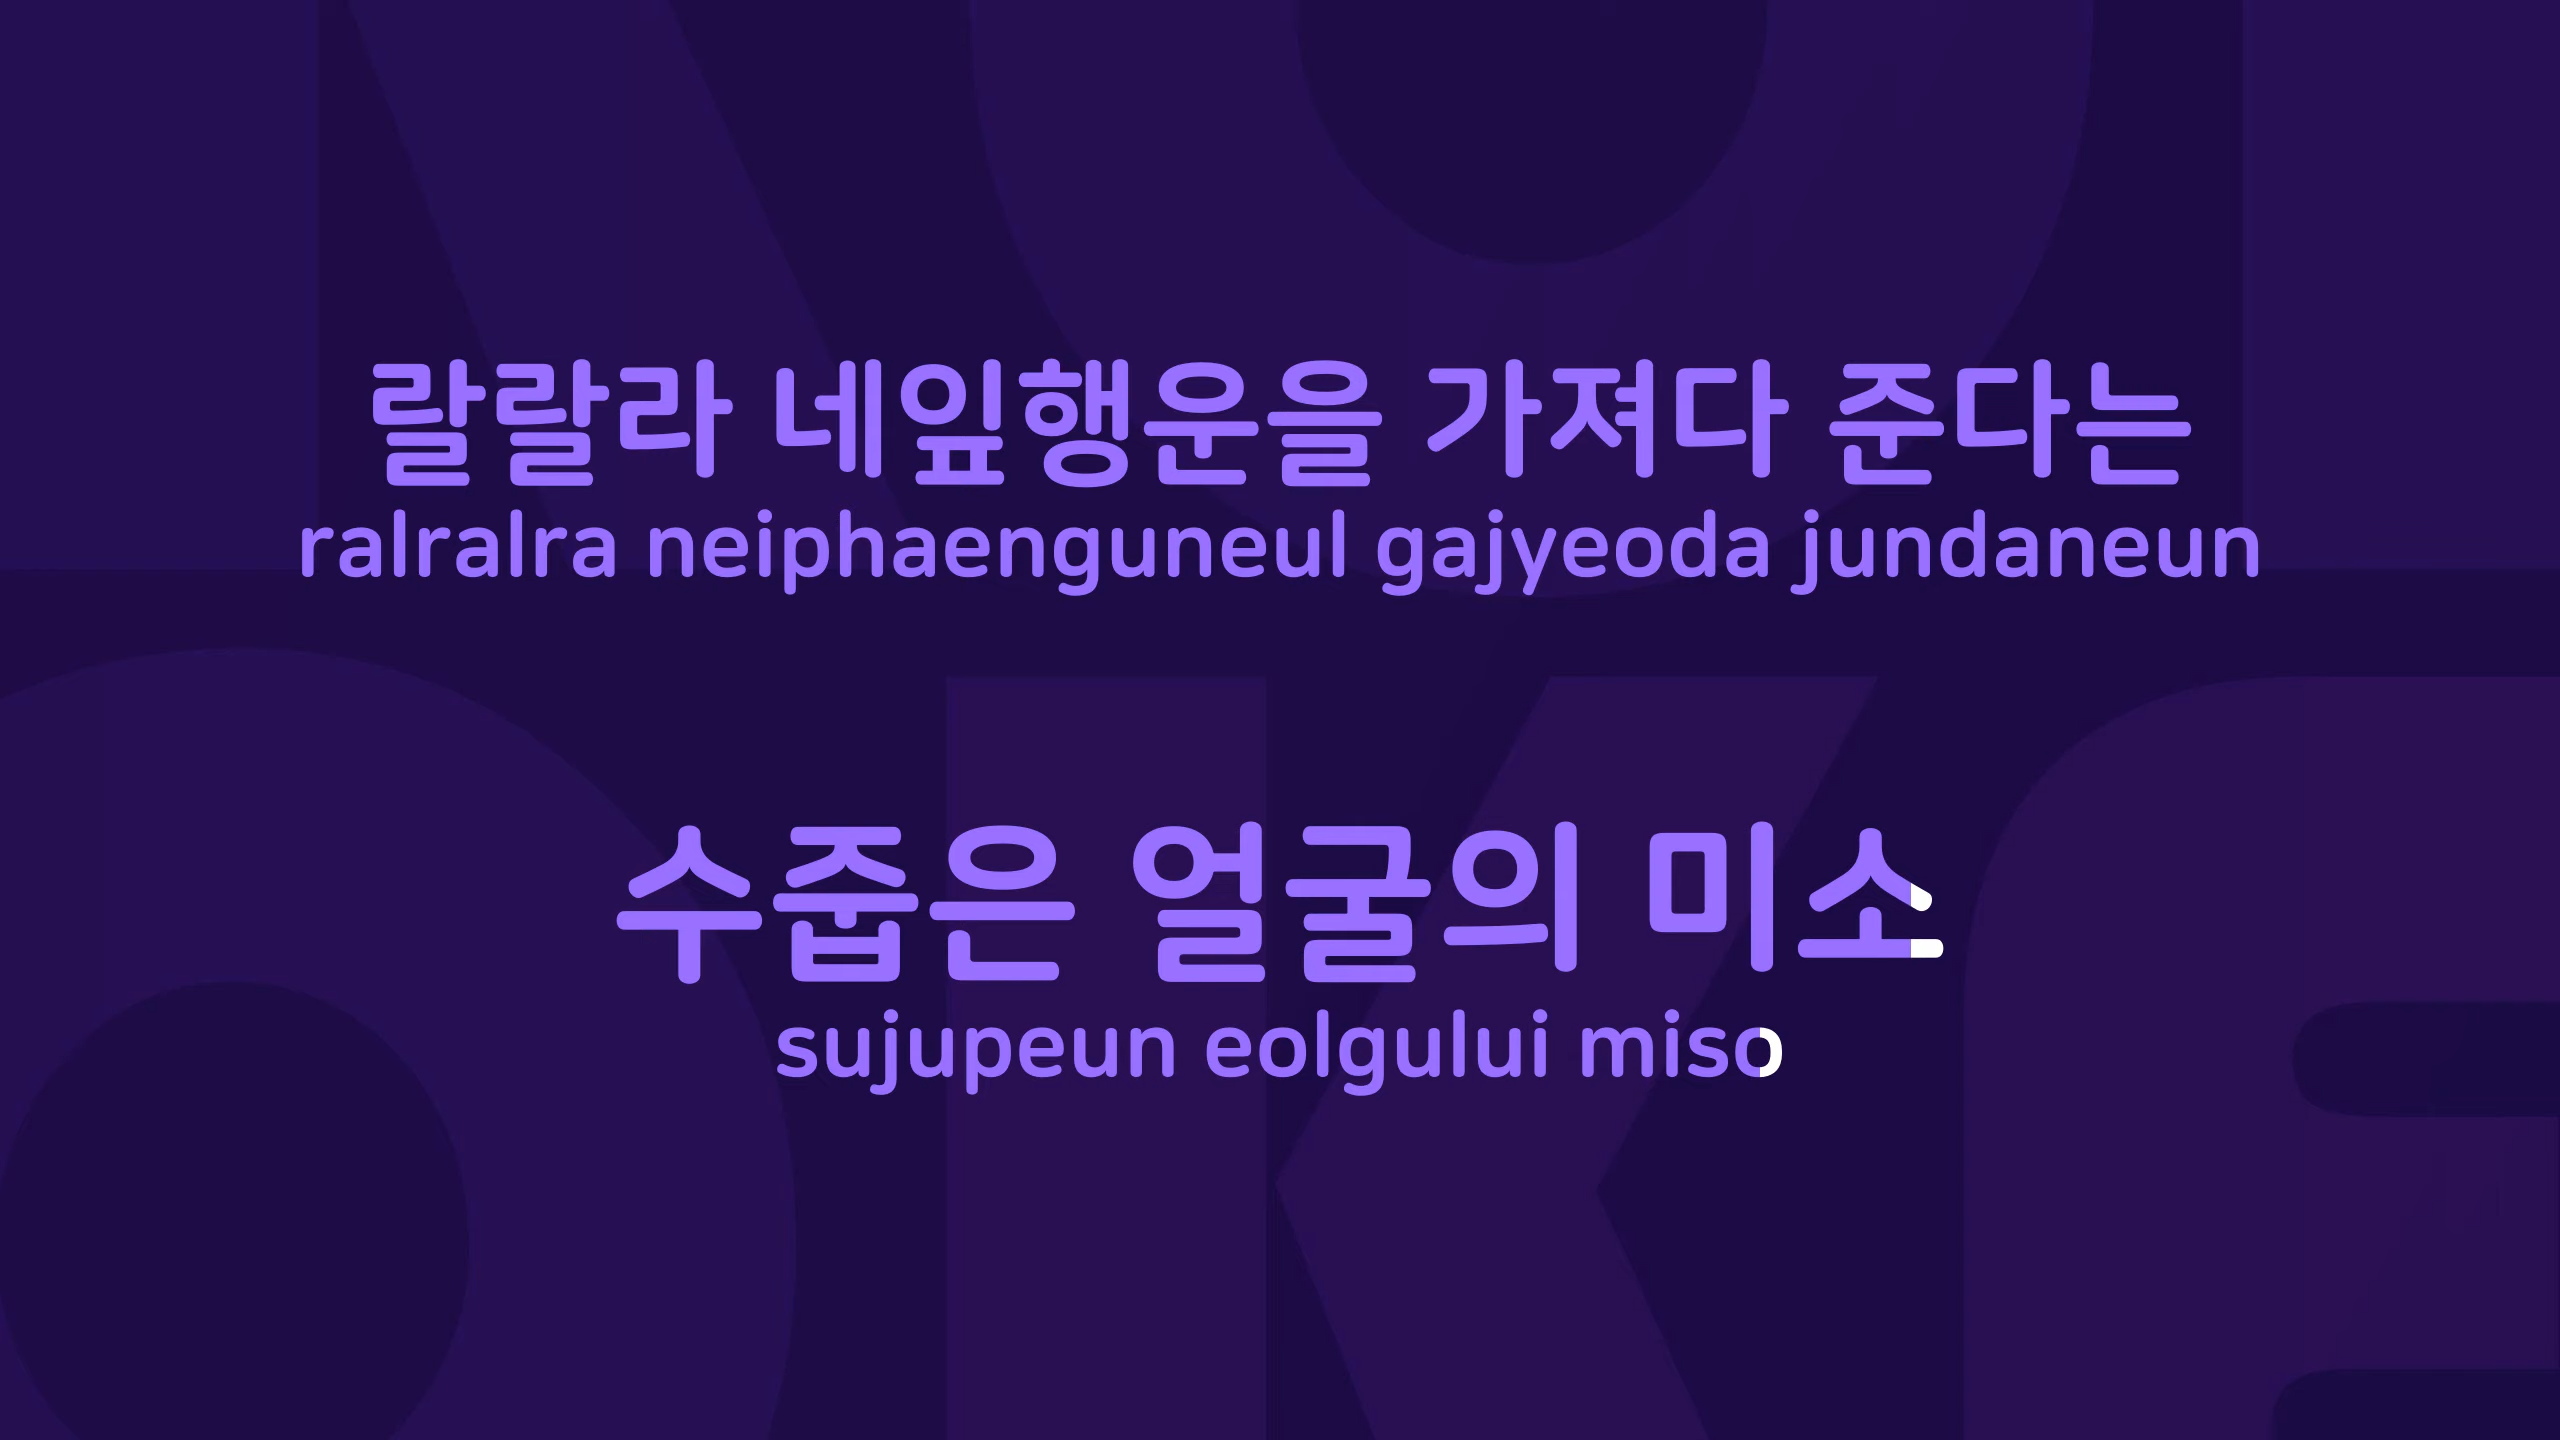 랄랄라 네잎행운을 가져다 준다는
ralralra neiphaenguneul gajyeoda jundaneun
수줍은 얼굴의 미소
sujupeun eolgului miso